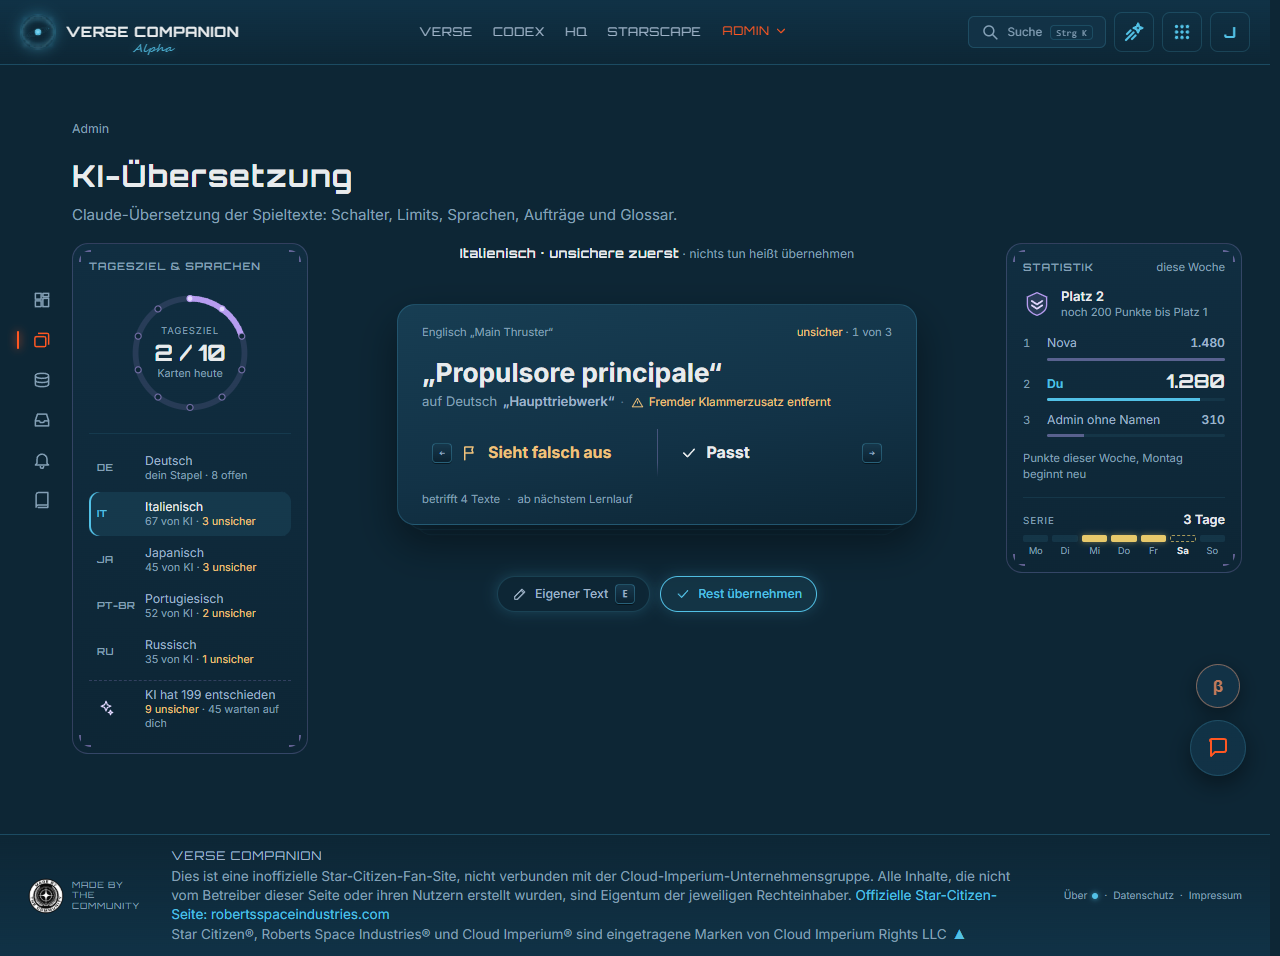 VERSE COMPANION
Alpha
VERSE CODEX HQ STARSCAPE ADMIN
Suche Strg K
J
Admin
KI-Übersetzung
Claude-Übersetzung der Spieltexte: Schalter, Limits, Sprachen, Aufträge und Glossar.
TAGESZIEL & SPRACHEN
TAGESZIEL
2 / 10
Karten heute
DE Deutsch
dein Stapel · 8 offen
IT Italienisch
67 von KI · 3 unsicher
JA Japanisch
45 von KI · 3 unsicher
PT-BR Portugiesisch
52 von KI · 2 unsicher
RU Russisch
35 von KI · 1 unsicher
KI hat 199 entschieden
9 unsicher · 45 warten auf
dich
Italienisch · unsichere zuerst · nichts tun heißt übernehmen
Englisch „Main Thruster“ unsicher · 1 von 3
„Propulsore principale“
auf Deutsch „Haupttriebwerk“ · Fremder Klammerzusatz entfernt
← Sieht falsch aus Passt →
betrifft 4 Texte · ab nächstem Lernlauf
Eigener Text E Rest übernehmen
STATISTIK diese Woche
Platz 2
noch 200 Punkte bis Platz 1
1 Nova 1.480
2 Du 1.280
3 Admin ohne Namen 310
Punkte dieser Woche, Montag
beginnt neu
SERIE 3 Tage
Mo Di Mi Do Fr Sa So
β
MADE BY
THE
COMMUNITY
VERSE COMPANION
Dies ist eine inoffizielle Star-Citizen-Fan-Site, nicht verbunden mit der Cloud-Imperium-Unternehmensgruppe. Alle Inhalte, die nicht
vom Betreiber dieser Seite oder ihren Nutzern erstellt wurden, sind Eigentum der jeweiligen Rechteinhaber. Offizielle Star-Citizen-
Seite: robertsspaceindustries.com
Star Citizen®, Roberts Space Industries® und Cloud Imperium® sind eingetragene Marken von Cloud Imperium Rights LLC ▲
Über · Datenschutz · Impressum